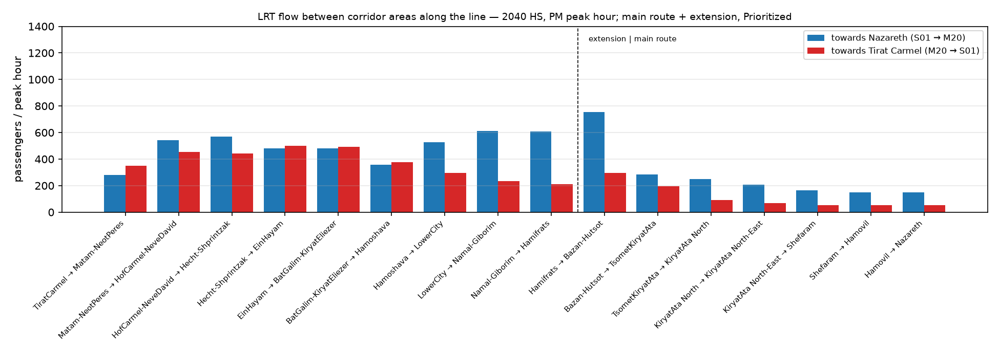 LRT flow between corridor areas along the line — 2040 HS, PM peak hour; main route + extension, Prioritized
passengers / peak hour
1400
1200
1000
800
600
400
200
0
extension | main route
towards Nazareth (S01 → M20)
towards Tirat Carmel (M20 → S01)
TiratCarmel → Matam-NeotPeres
Matam-NeotPeres → HofCarmel-NeveDavid
HofCarmel-NeveDavid → Hecht-Shprintzak
Hecht-Shprintzak → EinHayam
EinHayam → BatGalim-KiryatEliezer
BatGalim-KiryatEliezer → Hamoshava
Hamoshava → LowerCity
LowerCity → Namal-Giborim
Namal-Giborim → Hamifrats
Hamifrats → Bazan-Hutsot
Bazan-Hutsot → TsometKiryatAta
TsometKiryatAta → KiryatAta North
KiryatAta North → KiryatAta North-East
KiryatAta North-East → Shefaram
Shefaram → Hamovil
Hamovil → Nazareth